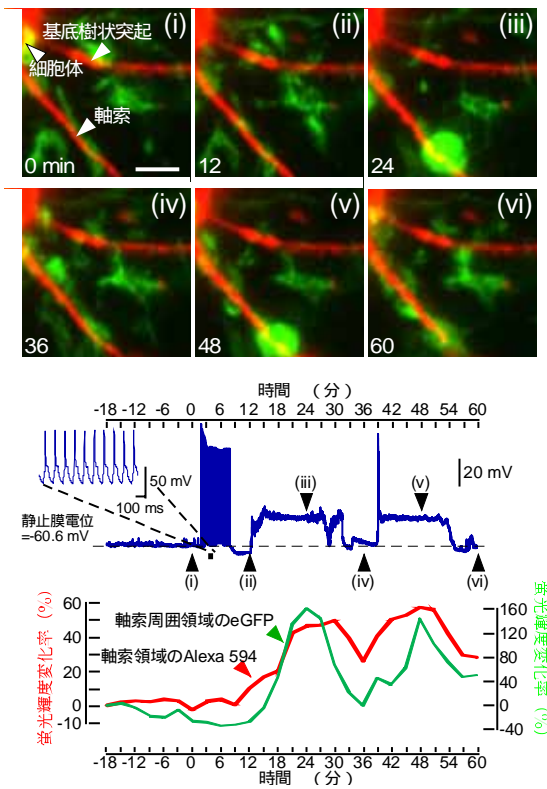 (i)
(ii)
(iii)
基底樹状突起
細胞体
軸索
0 min
12
24
(iv)
(v)
(vi)
36
48
60
時間 （分）
-18 -12 -6 0 6 12 18 24 30 36 42 48 54 60
50 mV
100 ms
20 mV
(iii)
(v)
静止膜電位
=-60.6 mV
(i)
(ii)
(iv)
(vi)
蛍光輝度変化率 (%)
60
40
20
0
-10
軸索周囲領域のeGFP
軸索領域のAlexa 594
160
120
80
40
0
-40
蛍光輝度変化率 (%)
-18 -12 -6 0 6 12 18 24 30 36 42 48 54 60
時間 （分）